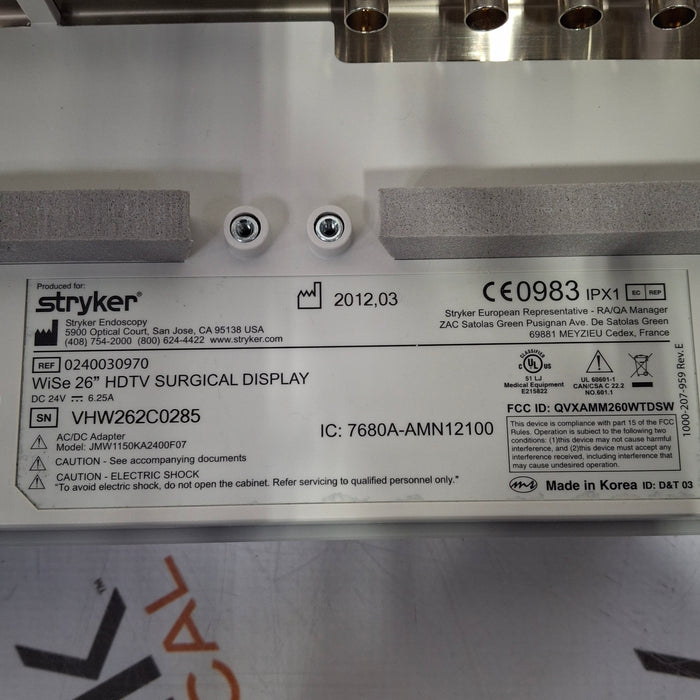 Produced for:
stryker®
Stryker Endoscopy
5900 Optical Court, San Jose, CA 95138 USA
(408) 754-2000 (800) 624-4422 www.stryker.com
2012,03
CE0983 IPX1 EC REP
Stryker European Representative - RA/QA Manager
ZAC Satolas Green Pusignan Ave. De Satolas Green
69881 MEYZIEU Cedex, France
REF 0240030970
WiSe 26" HDTV SURGICAL DISPLAY
DC 24V 6.25A
SN VHW262C0285
AC/DC Adapter
Model: JMW1150KA2400F07
CAUTION - See accompanying documents
CAUTION - ELECTRIC SHOCK
"To avoid electric shock, do not open the cabinet. Refer servicing to qualified personnel only."
IC: 7680A-AMN12100
C UL US
51 LJ
Medical Equipment
E215822
UL 60601-1
CAN/CSA C 22.2
NO.601.1
FCC ID: QVXAMM260WTDSW
This device is complied with part 15 of the FCC
Rules. Operation is subject to the following two
conditions: (1)this device may not cause harmful
interference, and (2)this device must accept any
interference received, including interference that
may cause undesired operation.
Made in Korea ID: D&T 03
1000-207-959 Rev. E
TM
CAL